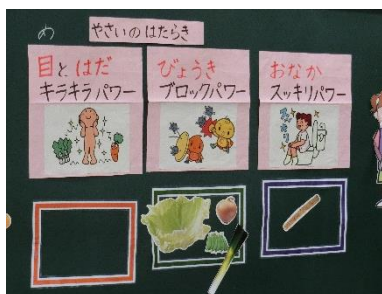 め
やさいのはたらき
目とはだ
キラキラパワー
びょうき
ブロックパワー
おなか
スッキリパワー